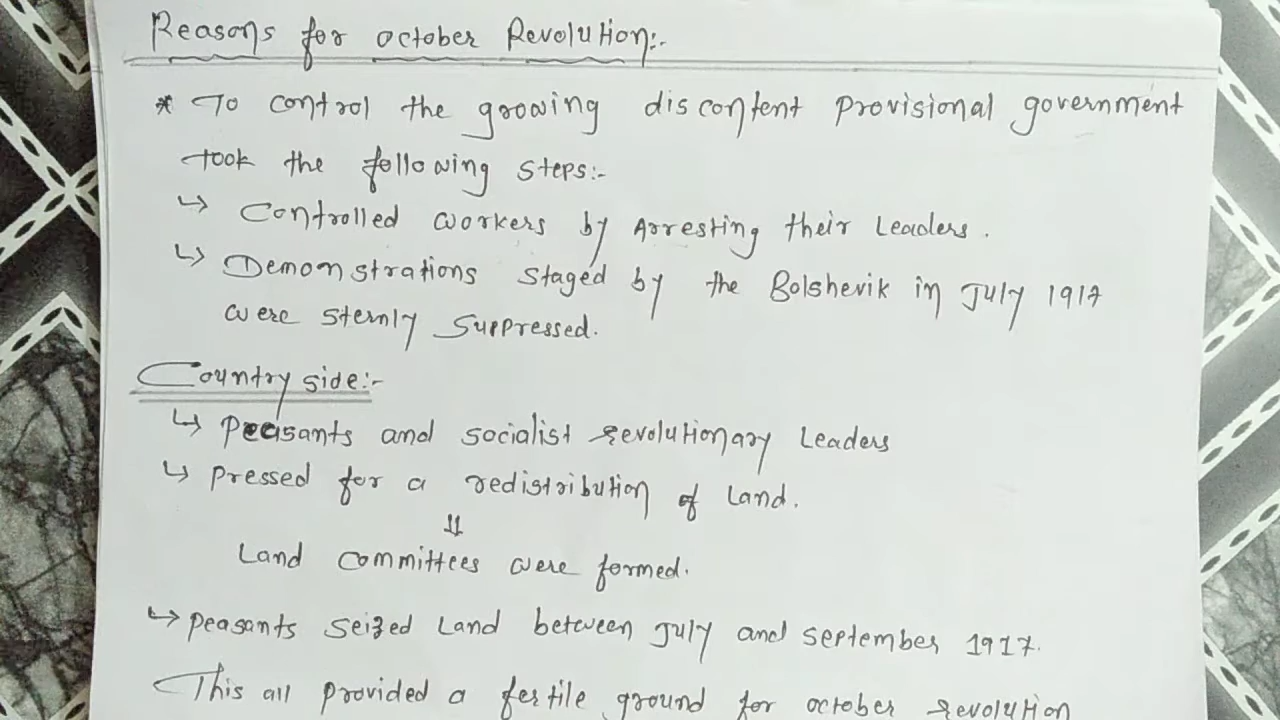 Reasons for october Revolution:-
* To control the growing discontent provisional government
took the following steps:-
↳ Controlled workers by Arresting their Leaders.
↳ Demonstrations staged by the Bolshevik in July 1917
were sternly suppressed.
Country side:-
↳ peasants and socialist revolutionary Leaders
↳ pressed for a redistribution of Land.
⇓
Land committees were formed.
↳ peasants seized Land between July and september 1917.
This all provided a fertile ground for october revolution